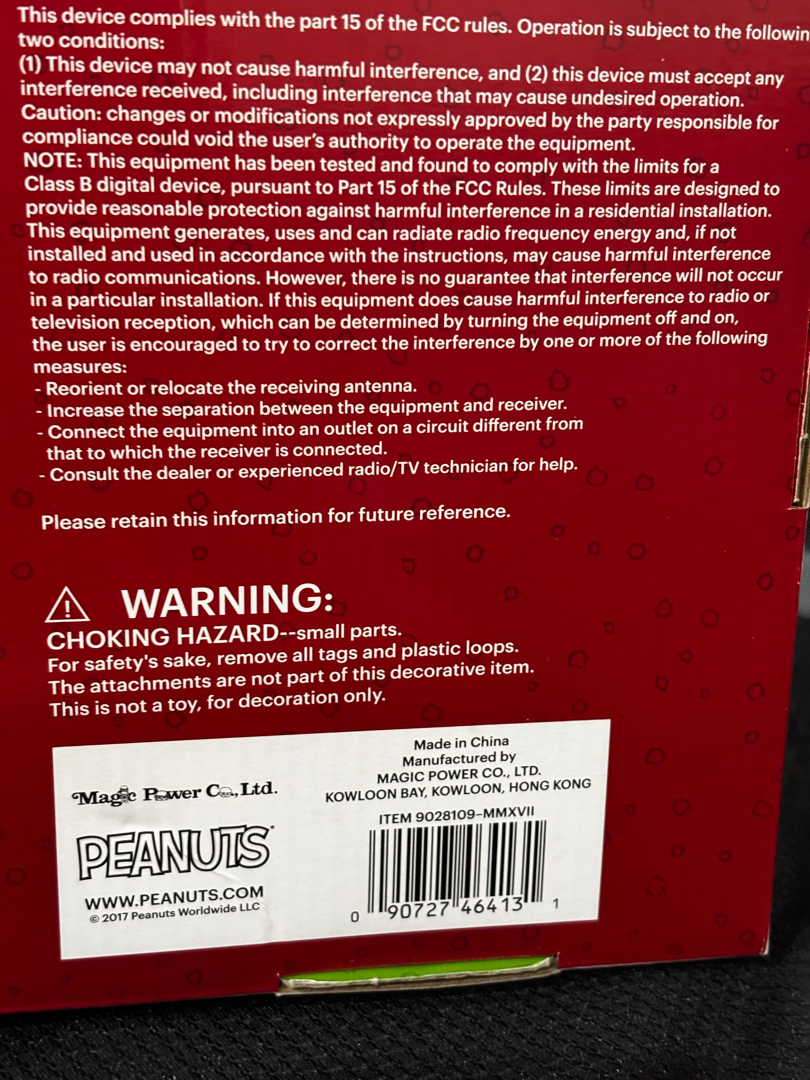 This device complies with the part 15 of the FCC rules. Operation is subject to the followin
two conditions:
(1) This device may not cause harmful interference, and (2) this device must accept any
interference received, including interference that may cause undesired operation.
Caution: changes or modifications not expressly approved by the party responsible for
compliance could void the user's authority to operate the equipment.
NOTE: This equipment has been tested and found to comply with the limits for a
Class B digital device, pursuant to Part 15 of the FCC Rules. These limits are designed to
provide reasonable protection against harmful interference in a residential installation.
This equipment generates, uses and can radiate radio frequency energy and, if not
installed and used in accordance with the instructions, may cause harmful interference
to radio communications. However, there is no guarantee that interference will not occur
in a particular installation. If this equipment does cause harmful interference to radio or
television reception, which can be determined by turning the equipment off and on,
the user is encouraged to try to correct the interference by one or more of the following
measures:
- Reorient or relocate the receiving antenna.
- Increase the separation between the equipment and receiver.
- Connect the equipment into an outlet on a circuit different from
that to which the receiver is connected.
- Consult the dealer or experienced radio/TV technician for help.
Please retain this information for future reference.
WARNING:
CHOKING HAZARD--small parts.
For safety's sake, remove all tags and plastic loops.
The attachments are not part of this decorative item.
This is not a toy, for decoration only.
Magic Power Co., Ltd.
PEANUTS
WWW.PEANUTS.COM
© 2017 Peanuts Worldwide LLC
Made in China
Manufactured by
MAGIC POWER CO., LTD.
KOWLOON BAY, KOWLOON, HONG KONG
ITEM 9028109-MMXVII
0 90727 46413 1